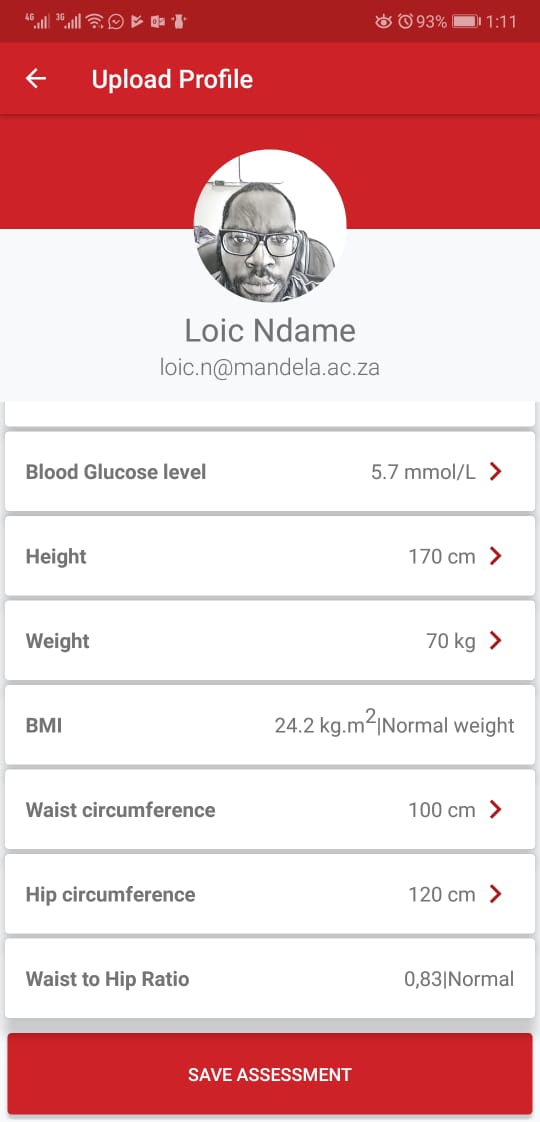 4G 3G 93% 1:11
Upload Profile
Loic Ndame
loic.n@mandela.ac.za
Blood Glucose level 5.7 mmol/L
Height 170 cm
Weight 70 kg
BMI 24.2 kg.m²|Normal weight
Waist circumference 100 cm
Hip circumference 120 cm
Waist to Hip Ratio 0,83|Normal
SAVE ASSESSMENT